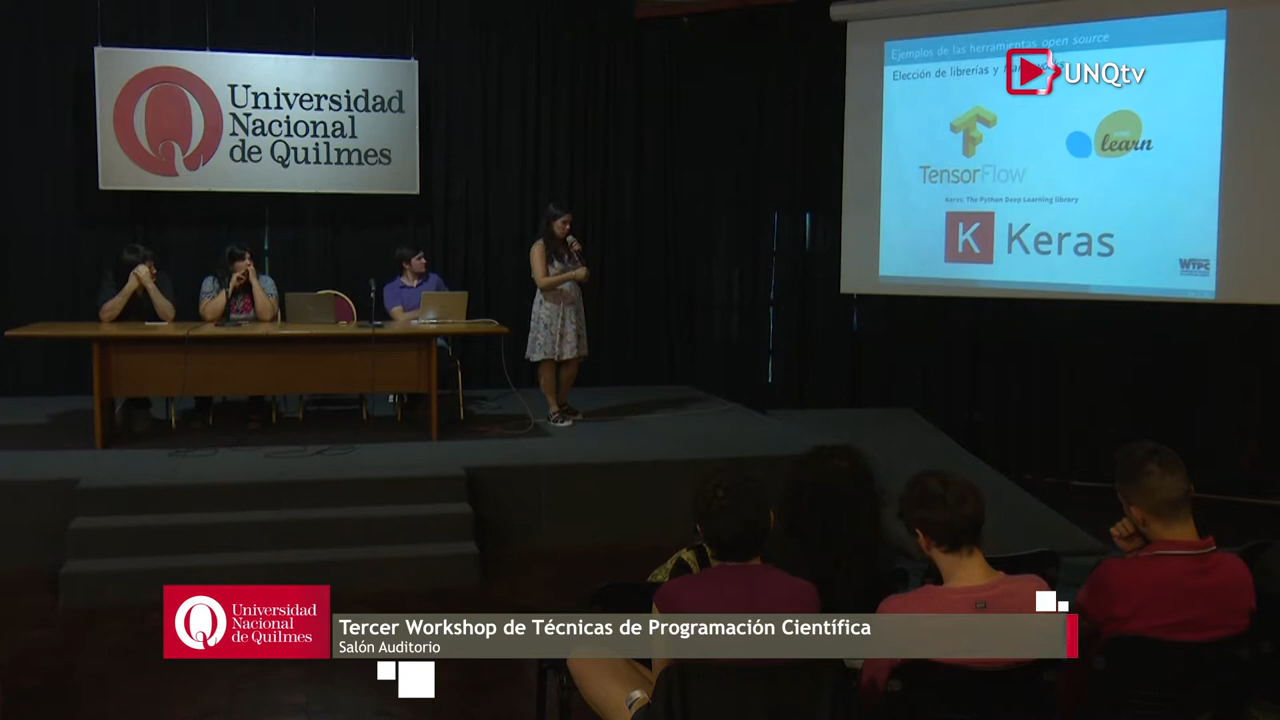 Universidad
Nacional
de Quilmes
Ejemplos de las herramientas open source
Elección de librerías y
UNQtv
TensorFlow
learn
Keras: The Python Deep Learning library
K Keras
WTPC
Universidad
Nacional
de Quilmes
Tercer Workshop de Técnicas de Programación Científica
Salón Auditorio